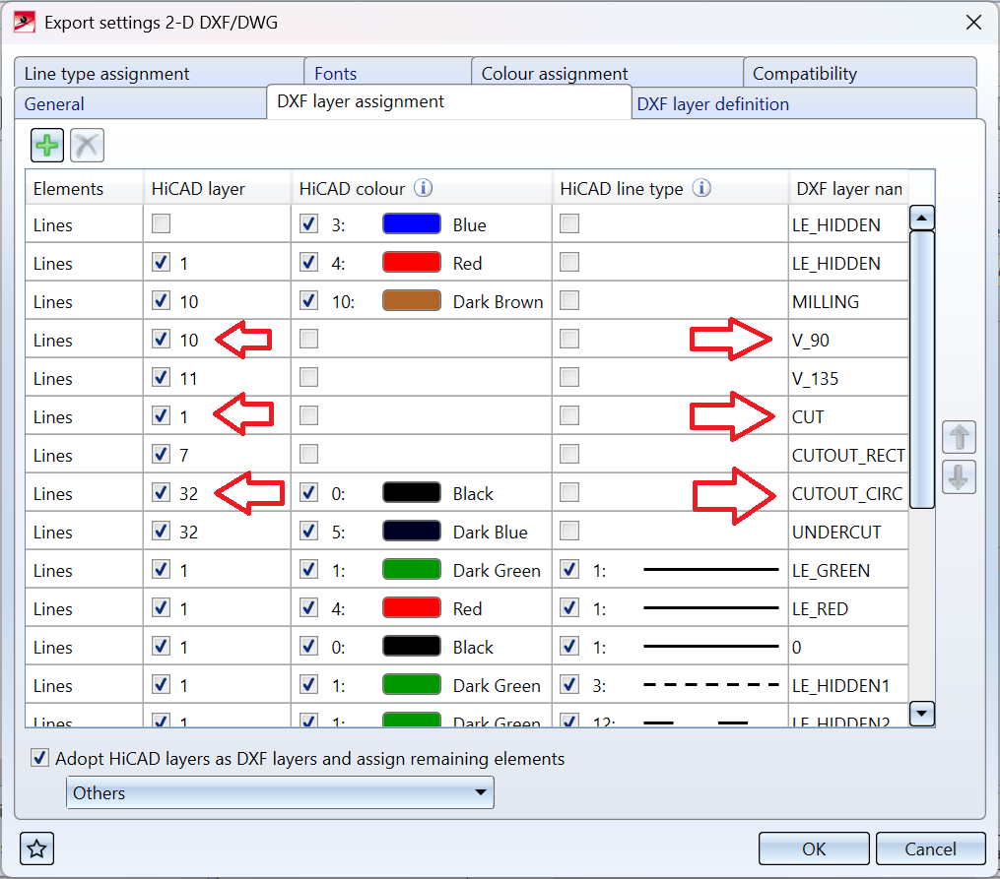 Export settings 2-D DXF/DWG
Line type assignment Fonts Colour assignment Compatibility
General DXF layer assignment DXF layer definition
Elements HiCAD layer HiCAD colour HiCAD line type DXF layer nam
Lines 3: Blue LE_HIDDEN
Lines 1 4: Red LE_HIDDEN
Lines 10 10: Dark Brown MILLING
Lines 10 V_90
Lines 11 V_135
Lines 1 CUT
Lines 7 CUTOUT_RECT
Lines 32 0: Black CUTOUT_CIRC
Lines 32 5: Dark Blue UNDERCUT
Lines 1 1: Dark Green 1: LE_GREEN
Lines 1 4: Red 1: LE_RED
Lines 1 0: Black 1: 0
Lines 1 1: Dark Green 3: LE_HIDDEN1
Lines 1 1: Dark Green 12: LE_HIDDEN2
Adopt HiCAD layers as DXF layers and assign remaining elements
Others
OK Cancel